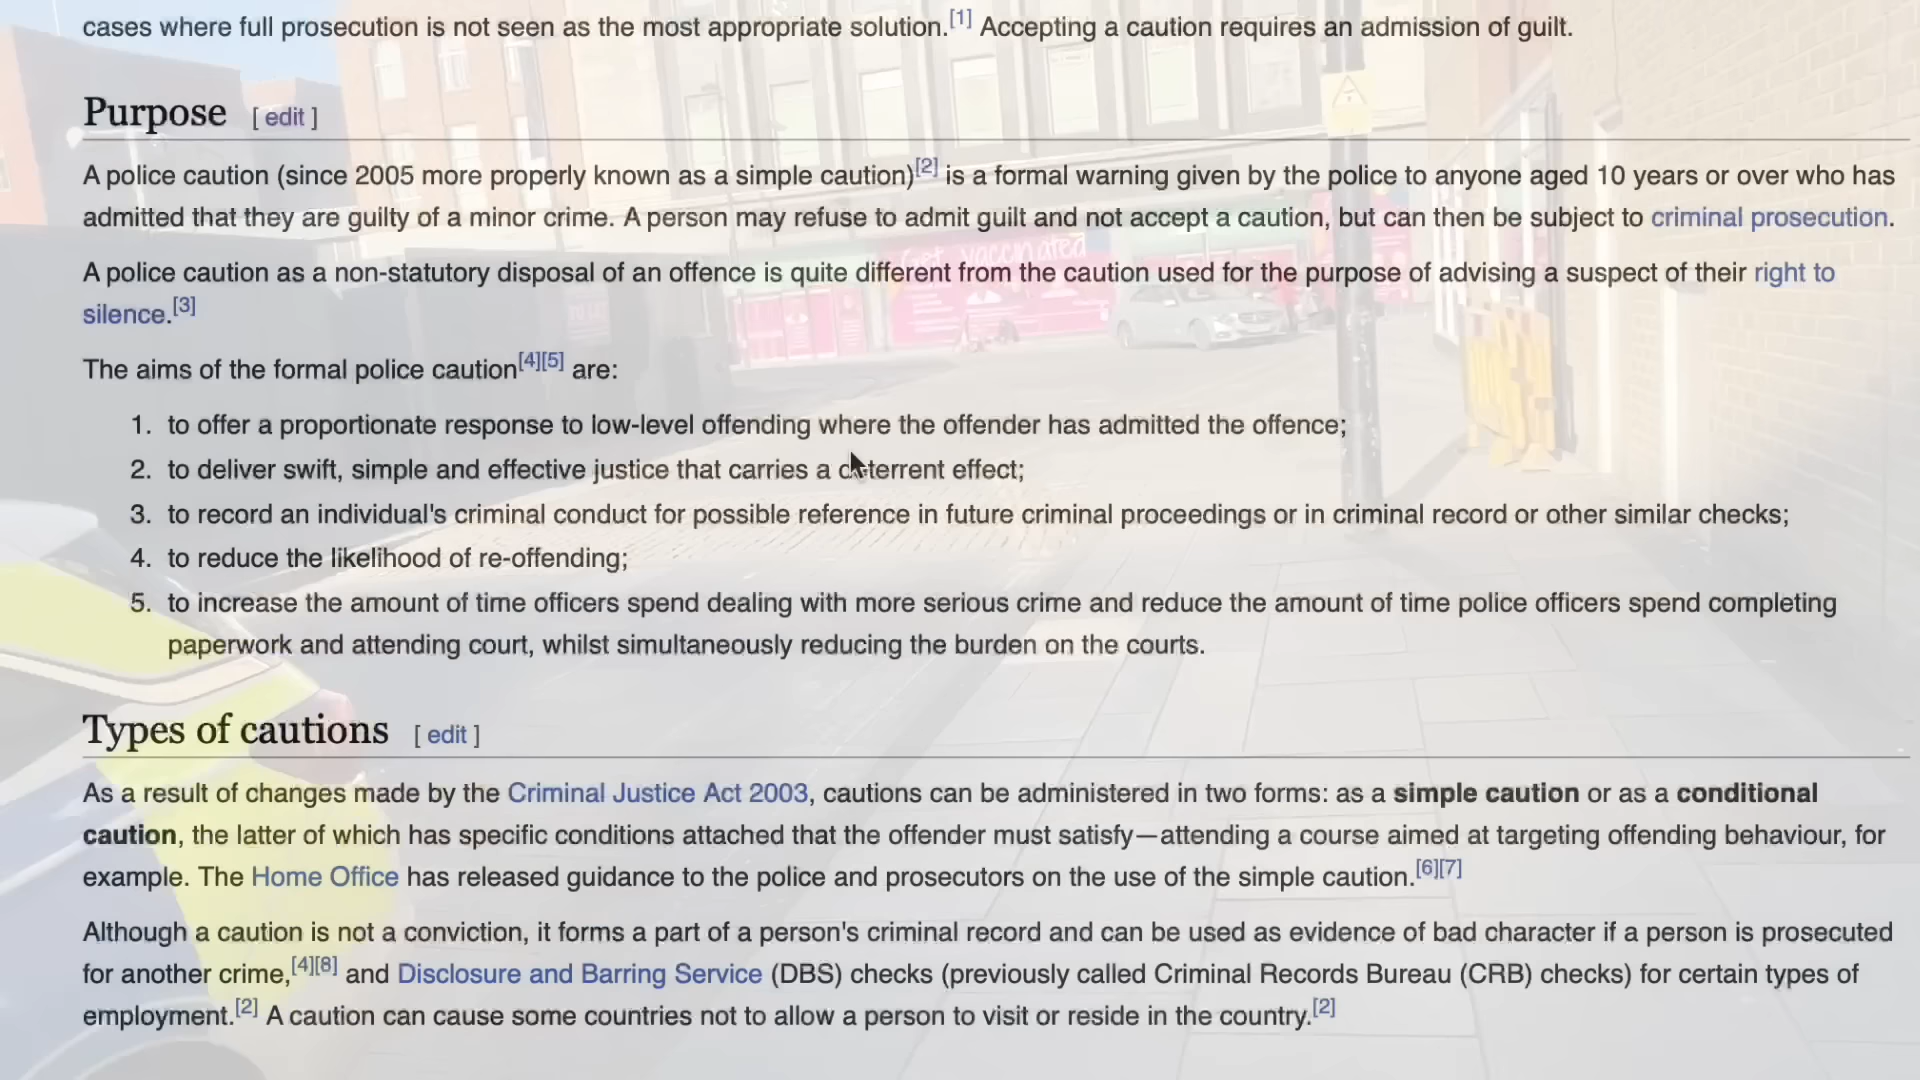 cases where full prosecution is not seen as the most appropriate solution.[1] Accepting a caution requires an admission of guilt.
Purpose [ edit ]
A police caution (since 2005 more properly known as a simple caution)[2] is a formal warning given by the police to anyone aged 10 years or over who has
admitted that they are guilty of a minor crime. A person may refuse to admit guilt and not accept a caution, but can then be subject to criminal prosecution.
Get vaccinated
A police caution as a non-statutory disposal of an offence is quite different from the caution used for the purpose of advising a suspect of their right to
silence.[3]
The aims of the formal police caution[4][5] are:
1. to offer a proportionate response to low-level offending where the offender has admitted the offence;
2. to deliver swift, simple and effective justice that carries a deterrent effect;
3. to record an individual's criminal conduct for possible reference in future criminal proceedings or in criminal record or other similar checks;
4. to reduce the likelihood of re-offending;
5. to increase the amount of time officers spend dealing with more serious crime and reduce the amount of time police officers spend completing
paperwork and attending court, whilst simultaneously reducing the burden on the courts.
Types of cautions [ edit ]
As a result of changes made by the Criminal Justice Act 2003, cautions can be administered in two forms: as a simple caution or as a conditional
caution, the latter of which has specific conditions attached that the offender must satisfy—attending a course aimed at targeting offending behaviour, for
example. The Home Office has released guidance to the police and prosecutors on the use of the simple caution.[6][7]
Although a caution is not a conviction, it forms a part of a person's criminal record and can be used as evidence of bad character if a person is prosecuted
for another crime,[4][8] and Disclosure and Barring Service (DBS) checks (previously called Criminal Records Bureau (CRB) checks) for certain types of
employment.[2] A caution can cause some countries not to allow a person to visit or reside in the country.[2]